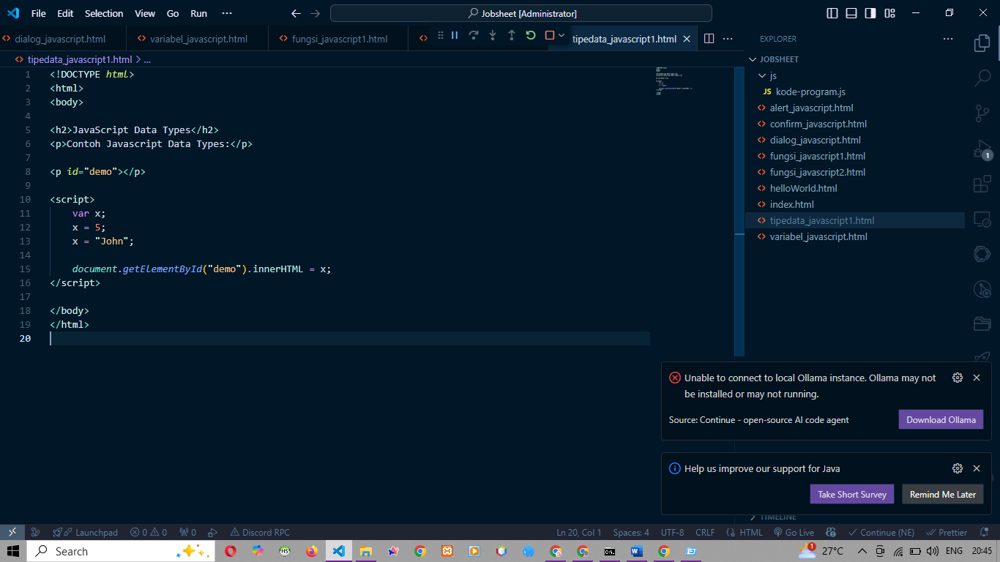 File Edit Selection View Go Run ··· Jobsheet [Administrator]
dialog_javascript.html variabel_javascript.html fungsi_javascript1.html tipedata_javascript1.html
EXPLORER
tipedata_javascript1.html > ...
JOBSHEET
js
JS kode-program.js
alert_javascript.html
confirm_javascript.html
dialog_javascript.html
fungsi_javascript1.html
fungsi_javascript2.html
helloWorld.html
index.html
tipedata_javascript1.html
variabel_javascript.html
1
1 <!DOCTYPE html>
2 <html>
3 <body>
4
5 <h2>JavaScript Data Types</h2>
6 <p>Contoh Javascript Data Types:</p>
7
8 <p id="demo"></p>
9
10 <script>
11 var x;
12 x = 5;
13 x = "John";
14
15 document.getElementById("demo").innerHTML = x;
16 </script>
17
18 </body>
19 </html>
20
Unable to connect to local Ollama instance. Ollama may not
be installed or may not running.
Source: Continue - open-source AI code agent
Download Ollama
Help us improve our support for Java
Take Short Survey Remind Me Later
TIMELINE
Launchpad 0 0 0 Discord RPC Ln 20, Col 1 Spaces: 4 UTF-8 CRLF {} HTML Go Live Continue (NE) Prettier
Search HS W 1 27°C ENG 20:45